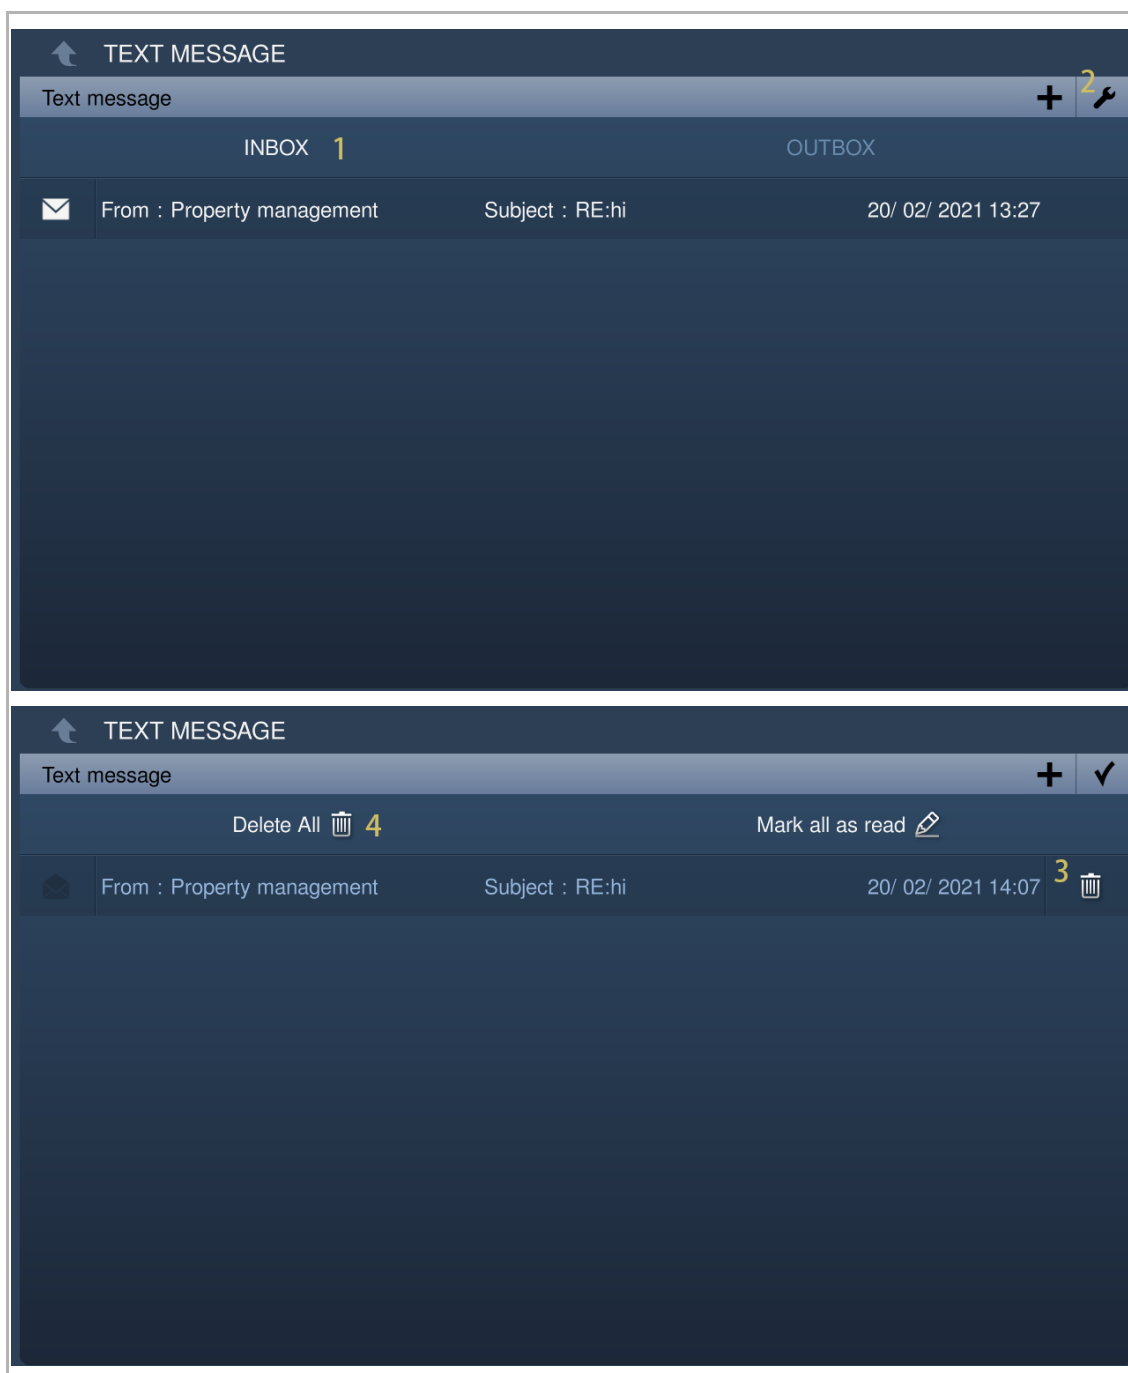 TEXT MESSAGE
Text message 2
INBOX 1 OUTBOX
From : Property management Subject : RE:hi 20/ 02/ 2021 13:27
TEXT MESSAGE
Text message
Delete All 4 Mark all as read
From : Property management Subject : RE:hi 20/ 02/ 2021 14:07 3